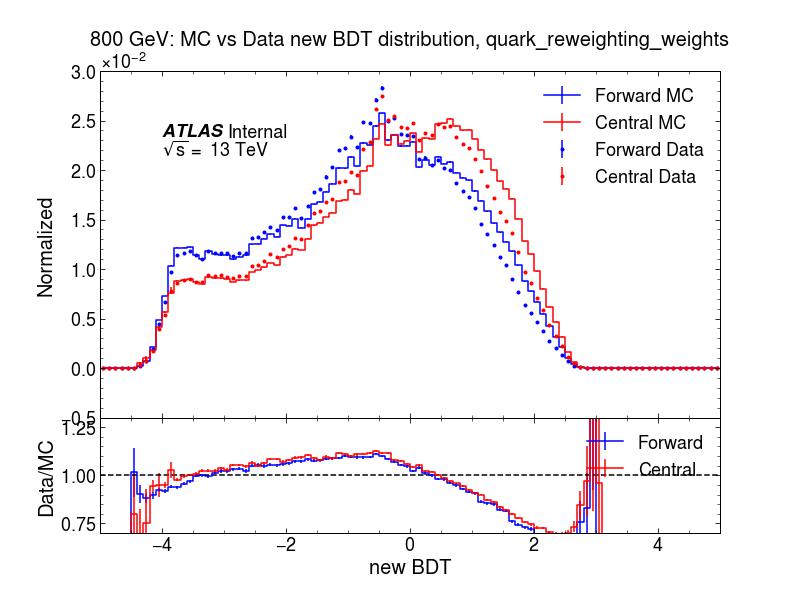 800 GeV: MC vs Data new BDT distribution, quark_reweighting_weights
×10⁻²
3.0
2.5
2.0
1.5
1.0
0.5
0.0
0.5
Normalized
ATLAS Internal
√s = 13 TeV
Forward MC
Central MC
Forward Data
Central Data
1.25
1.00
0.75
Data/MC
Forward
Central
−4 −2 0 2 4
new BDT